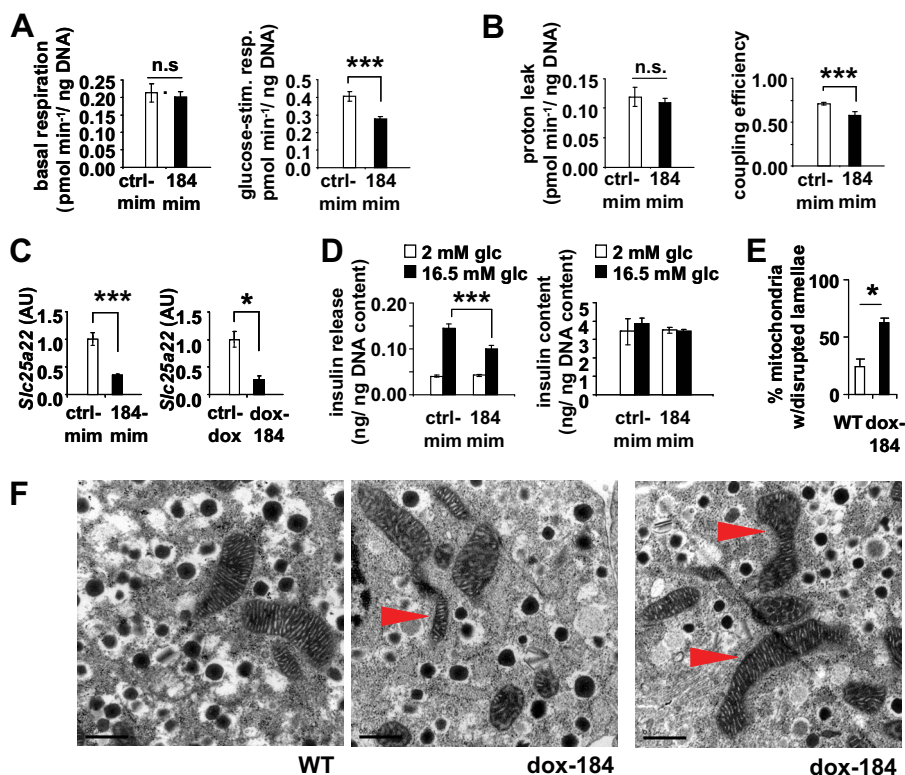 A
n.s
basal respiration
(pmol min⁻¹/ ng DNA)
0.25
0.20
0.15
0.10
0.05
0.00
ctrl- 184
mim mim
***
glucose-stim. resp.
pmol min⁻¹/ ng DNA)
0.5
0.4
0.3
0.2
0.1
0.1
ctrl- 184
mim mim
B
n.s.
proton leak
(pmol min⁻¹/ ng DNA)
0.15
0.10
0.05
0.00
ctrl- 184
mim mim
***
coupling efficiency
1.00
0.75
0.50
0.00
ctrl- 184
mim mim
C
***
Slc25a22 (AU)
1.5
1.0
0.5
0.0
ctrl- 184-
mim mim
*
Slc25a22 (AU)
1.5
1.0
0.5
0.0
ctrl- dox-
dox 184
D
2 mM glc
16.5 mM glc
***
insulin release
(ng/ ng DNA content)
0.20
0.10
0.00
ctrl- 184
mim mim
2 mM glc
16.5 mM glc
insulin content
(ng/ ng DNA content)
5
4
3
2
1
0
ctrl- 184
mim mim
E
*
% mitochondria
w/disrupted lamellae
100
50
0
WT dox-
184
F
WT
dox-184
dox-184